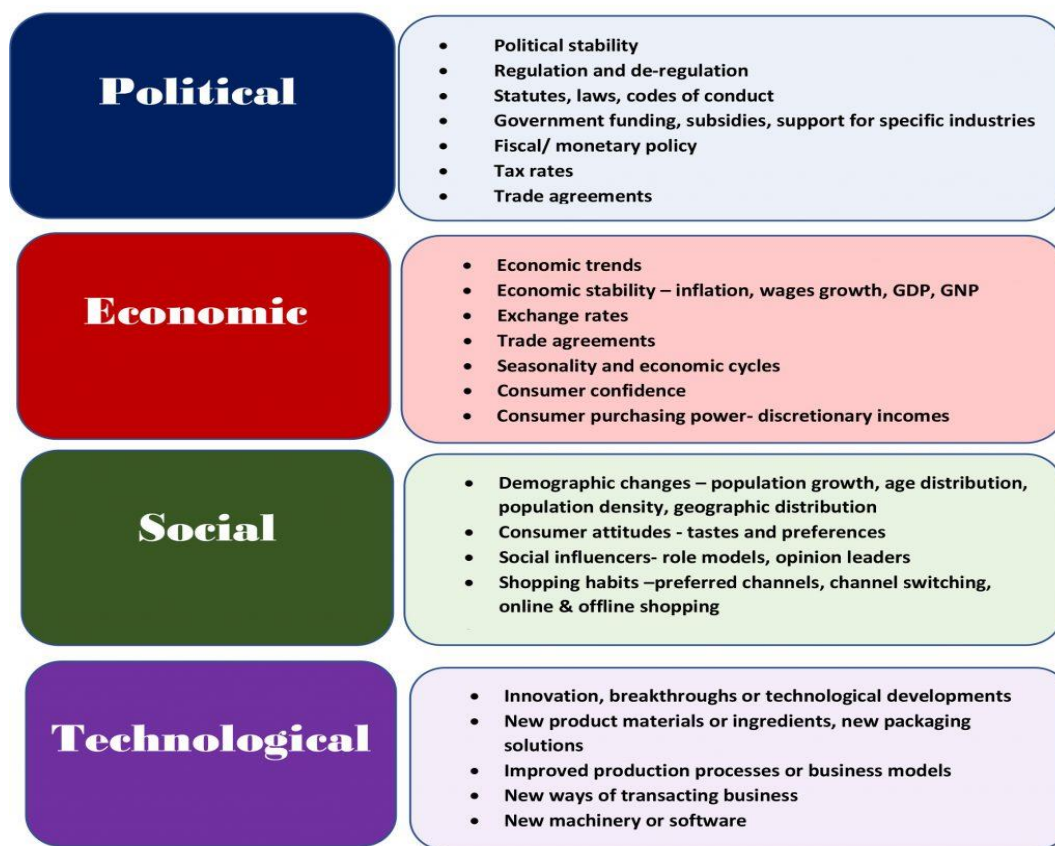 Political
• Political stability
• Regulation and de-regulation
• Statutes, laws, codes of conduct
• Government funding, subsidies, support for specific industries
• Fiscal/ monetary policy
• Tax rates
• Trade agreements
Economic
• Economic trends
• Economic stability – inflation, wages growth, GDP, GNP
• Exchange rates
• Trade agreements
• Seasonality and economic cycles
• Consumer confidence
• Consumer purchasing power- discretionary incomes
Social
• Demographic changes – population growth, age distribution,
population density, geographic distribution
• Consumer attitudes - tastes and preferences
• Social influencers- role models, opinion leaders
• Shopping habits –preferred channels, channel switching,
online & offline shopping
Technological
• Innovation, breakthroughs or technological developments
• New product materials or ingredients, new packaging
solutions
• Improved production processes or business models
• New ways of transacting business
• New machinery or software